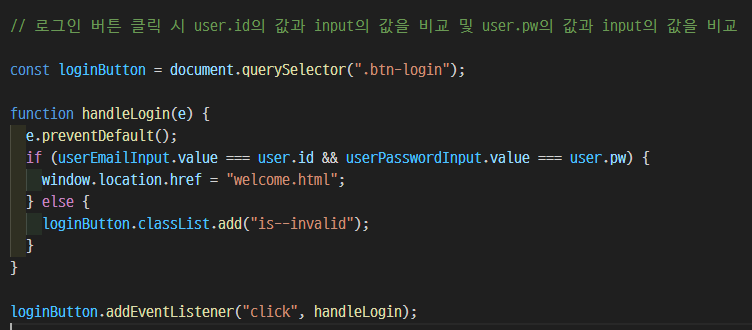 // 로그인 버튼 클릭 시 user.id의 값과 input의 값을 비교 및 user.pw의 값과 input의 값을 비교
const loginButton = document.querySelector(".btn-login");
function handleLogin(e) {
  e.preventDefault();
  if (userEmailInput.value === user.id && userPasswordInput.value === user.pw) {
    window.location.href = "welcome.html";
  } else {
    loginButton.classList.add("is--invalid");
  }
}
loginButton.addEventListener("click", handleLogin);